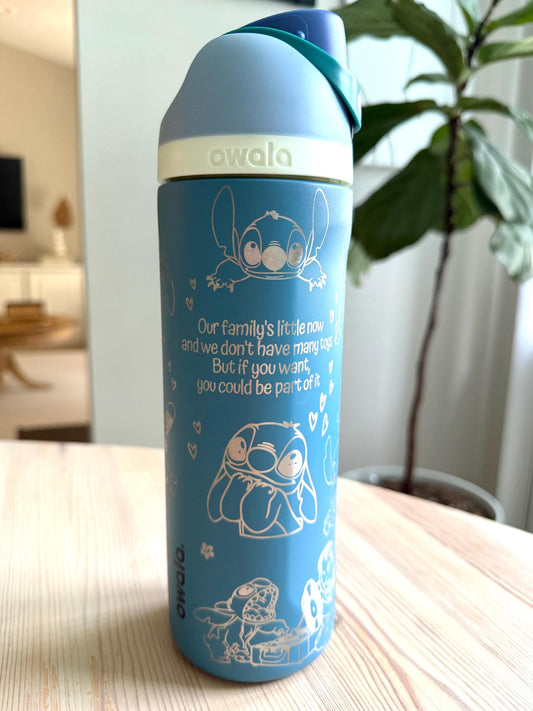 owala
Our family's little now
and we don't have many toys
But if you want,
you could be part of it
owala